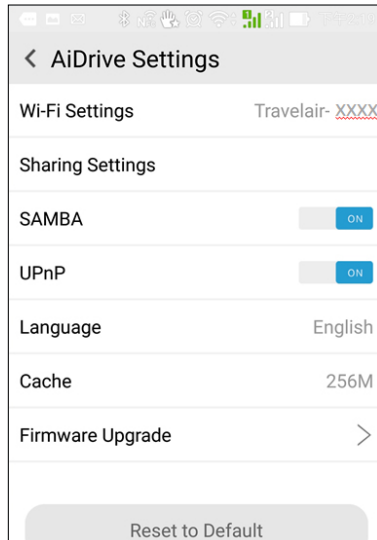 AiDrive Settings
Wi-Fi Settings Travelair- XXXX
Sharing Settings
SAMBA ON
UPnP ON
Language English
Cache 256M
Firmware Upgrade
Reset to Default